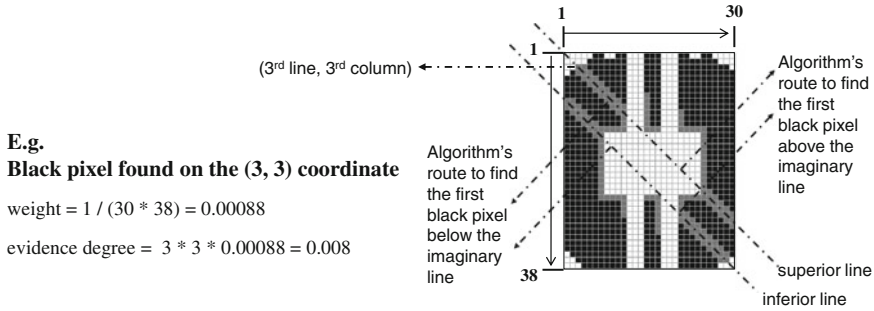 1
30
1
(3rd line, 3rd column)
Algorithm's
route to find
the first
black pixel
above the
imaginary
line
E.g.
Black pixel found on the (3, 3) coordinate
weight = 1 / (30 * 38) = 0.00088
evidence degree = 3 * 3 * 0.00088 = 0.008
Algorithm's
route to find
the first
black pixel
below the
imaginary
line
38
superior line
inferior line